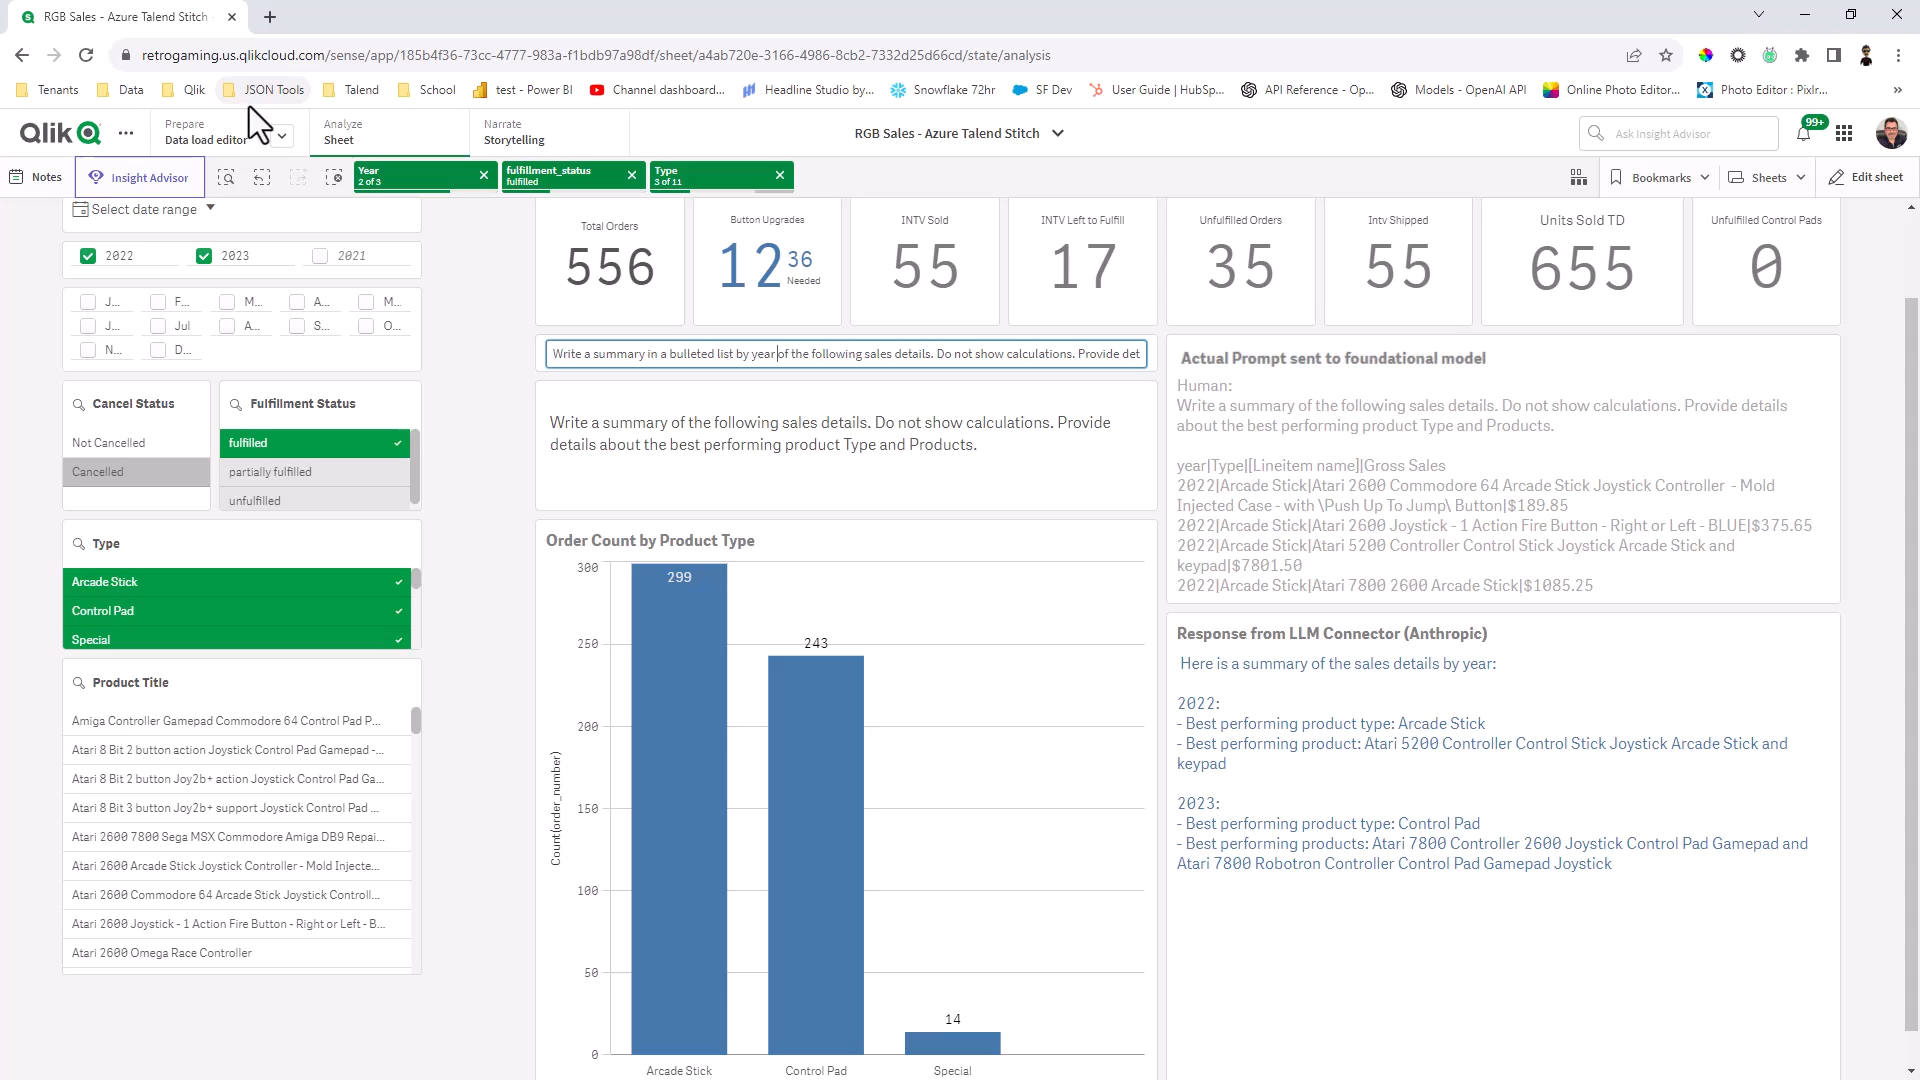 RGB Sales - Azure Talend Stitch
retrogaming.us.qlikcloud.com/sense/app/185b4f36-73cc-4777-983a-f1bdb97a98df/sheet/a4ab720e-3166-4986-8cb2-7332d25d66cd/state/analysis
Tenants Data Qlik JSON Tools Talend School test - Power BI Channel dashboard... Headline Studio by... Snowflake 72hr SF Dev User Guide | HubSp... API Reference - Op... Models - OpenAI API Online Photo Editor... Photo Editor : Pixlr... »
Qlik
Prepare
Data load editor
Analyze
Sheet
Narrate
Storytelling
RGB Sales - Azure Talend Stitch
Ask Insight Advisor
99+
Notes
Insight Advisor
Year
2 of 3
fulfillment_status
fulfilled
Type
3 of 11
Bookmarks
Sheets
Edit sheet
Select date range
2022 2023 2021
J... F... M... A... M...
J... Jul A... S... O...
N... D...
Cancel Status
Not Cancelled
Cancelled
Fulfillment Status
fulfilled
partially fulfilled
unfulfilled
Type
Arcade Stick
Control Pad
Special
Product Title
Amiga Controller Gamepad Commodore 64 Control Pad P...
Atari 8 Bit 2 button action Joystick Control Pad Gamepad -...
Atari 8 Bit 2 button Joy2b+ action Joystick Control Pad Ga...
Atari 8 Bit 3 button Joy2b+ support Joystick Control Pad ...
Atari 2600 7800 Sega MSX Commodore Amiga DB9 Repai...
Atari 2600 Arcade Stick Joystick Controller - Mold Injecte...
Atari 2600 Commodore 64 Arcade Stick Joystick Controll...
Atari 2600 Joystick - 1 Action Fire Button - Right or Left - B...
Atari 2600 Omega Race Controller
Total Orders
556
Button Upgrades
12 36
Needed
INTV Sold
55
INTV Left to Fulfill
17
Unfulfilled Orders
35
Intv Shipped
55
Units Sold TD
655
Unfulfilled Control Pads
0
Write a summary in a bulleted list by year of the following sales details. Do not show calculations. Provide det
Write a summary of the following sales details. Do not show calculations. Provide
details about the best performing product Type and Products.
Order Count by Product Type
Count(order_number)
300
250
200
150
100
50
0
299
243
14
Arcade Stick
Control Pad
Special
Actual Prompt sent to foundational model
Human:
Write a summary of the following sales details. Do not show calculations. Provide details
about the best performing product Type and Products.
year|Type|[Lineitem name]|Gross Sales
2022|Arcade Stick|Atari 2600 Commodore 64 Arcade Stick Joystick Controller - Mold
Injected Case - with \Push Up To Jump\ Button|$189.85
2022|Arcade Stick|Atari 2600 Joystick - 1 Action Fire Button - Right or Left - BLUE|$375.65
2022|Arcade Stick|Atari 5200 Controller Control Stick Joystick Arcade Stick and
keypad|$7801.50
2022|Arcade Stick|Atari 7800 2600 Arcade Stick|$1085.25
Response from LLM Connector (Anthropic)
Here is a summary of the sales details by year:
2022:
- Best performing product type: Arcade Stick
- Best performing product: Atari 5200 Controller Control Stick Joystick Arcade Stick and
keypad
2023:
- Best performing product type: Control Pad
- Best performing products: Atari 7800 Controller 2600 Joystick Control Pad Gamepad and
Atari 7800 Robotron Controller Control Pad Gamepad Joystick